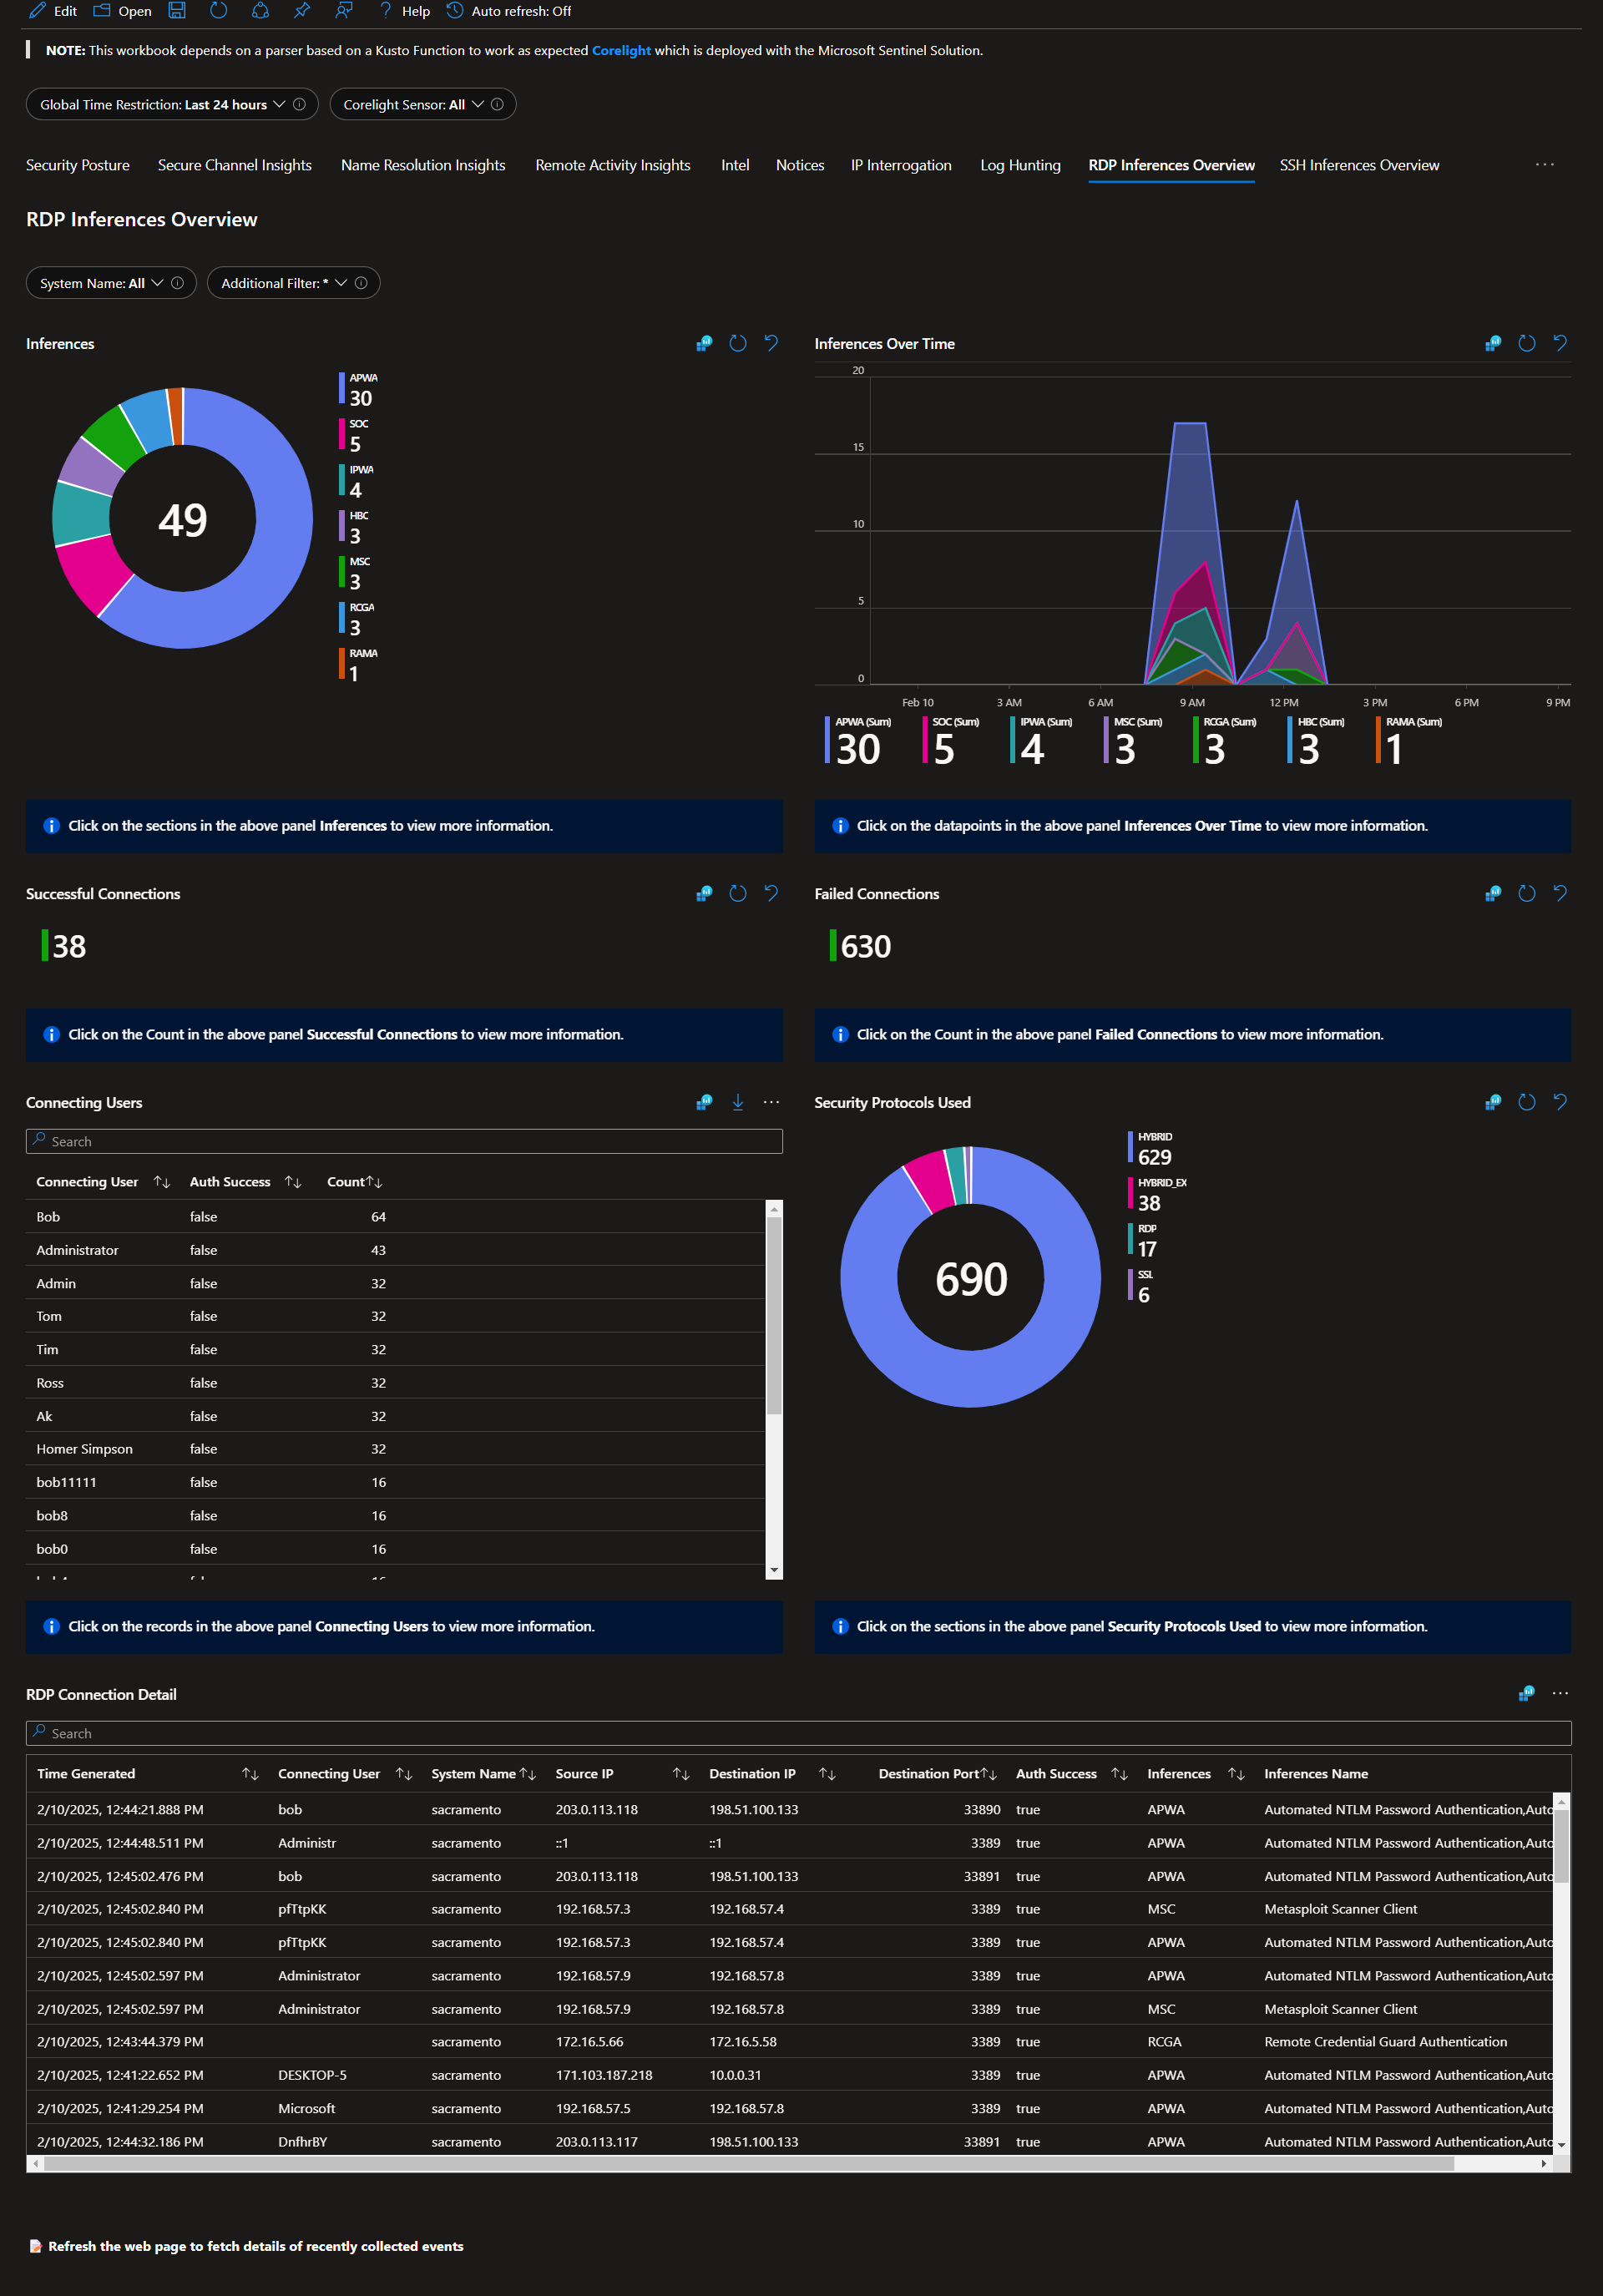 Edit Open Help Auto refresh: Off
NOTE: This workbook depends on a parser based on a Kusto Function to work as expected Corelight which is deployed with the Microsoft Sentinel Solution.
Global Time Restriction: Last 24 hours Corelight Sensor: All
Security Posture Secure Channel Insights Name Resolution Insights Remote Activity Insights Intel Notices IP Interrogation Log Hunting RDP Inferences Overview SSH Inferences Overview ...
RDP Inferences Overview
System Name: All Additional Filter: *
Inferences
APWA
30
SOC
5
IPWA
4
HBC
3
MSC
3
RCGA
3
RAMA
1
49
Inferences Over Time
20
15
10
5
0
Feb 10 3 AM 6 AM 9 AM 12 PM 3 PM 6 PM 9 PM
APWA (Sum) SOC (Sum) IPWA (Sum) MSC (Sum) RCGA (Sum) HBC (Sum) RAMA (Sum)
30 5 4 3 3 3 1
Click on the sections in the above panel Inferences to view more information.
Click on the datapoints in the above panel Inferences Over Time to view more information.
Successful Connections
38
Failed Connections
630
Click on the Count in the above panel Successful Connections to view more information.
Click on the Count in the above panel Failed Connections to view more information.
Connecting Users
Search
Connecting User Auth Success Count
Bob false 64
Administrator false 43
Admin false 32
Tom false 32
Tim false 32
Ross false 32
Ak false 32
Homer Simpson false 32
bob11111 false 16
bob8 false 16
bob0 false 16
Security Protocols Used
HYBRID
629
HYBRID_EX
38
RDP
17
SSL
6
690
Click on the records in the above panel Connecting Users to view more information.
Click on the sections in the above panel Security Protocols Used to view more information.
RDP Connection Detail
Search
Time Generated Connecting User System Name Source IP Destination IP Destination Port Auth Success Inferences Inferences Name
2/10/2025, 12:44:21.888 PM bob sacramento 203.0.113.118 198.51.100.133 33890 true APWA Automated NTLM Password Authentication,Auto
2/10/2025, 12:44:48.511 PM Administr sacramento ::1 ::1 3389 true APWA Automated NTLM Password Authentication,Auto
2/10/2025, 12:45:02.476 PM bob sacramento 203.0.113.118 198.51.100.133 33891 true APWA Automated NTLM Password Authentication,Auto
2/10/2025, 12:45:02.840 PM pfTtpKK sacramento 192.168.57.3 192.168.57.4 3389 true MSC Metasploit Scanner Client
2/10/2025, 12:45:02.840 PM pfTtpKK sacramento 192.168.57.3 192.168.57.4 3389 true APWA Automated NTLM Password Authentication,Auto
2/10/2025, 12:45:02.597 PM Administrator sacramento 192.168.57.9 192.168.57.8 3389 true APWA Automated NTLM Password Authentication,Auto
2/10/2025, 12:45:02.597 PM Administrator sacramento 192.168.57.9 192.168.57.8 3389 true MSC Metasploit Scanner Client
2/10/2025, 12:43:44.379 PM sacramento 172.16.5.66 172.16.5.58 3389 true RCGA Remote Credential Guard Authentication
2/10/2025, 12:41:22.652 PM DESKTOP-5 sacramento 171.103.187.218 10.0.0.31 3389 true APWA Automated NTLM Password Authentication,Auto
2/10/2025, 12:41:29.254 PM Microsoft sacramento 192.168.57.5 192.168.57.8 3389 true APWA Automated NTLM Password Authentication,Auto
2/10/2025, 12:44:32.186 PM DnfhrBY sacramento 203.0.113.117 198.51.100.133 33891 true APWA Automated NTLM Password Authentication,Auto
Refresh the web page to fetch details of recently collected events